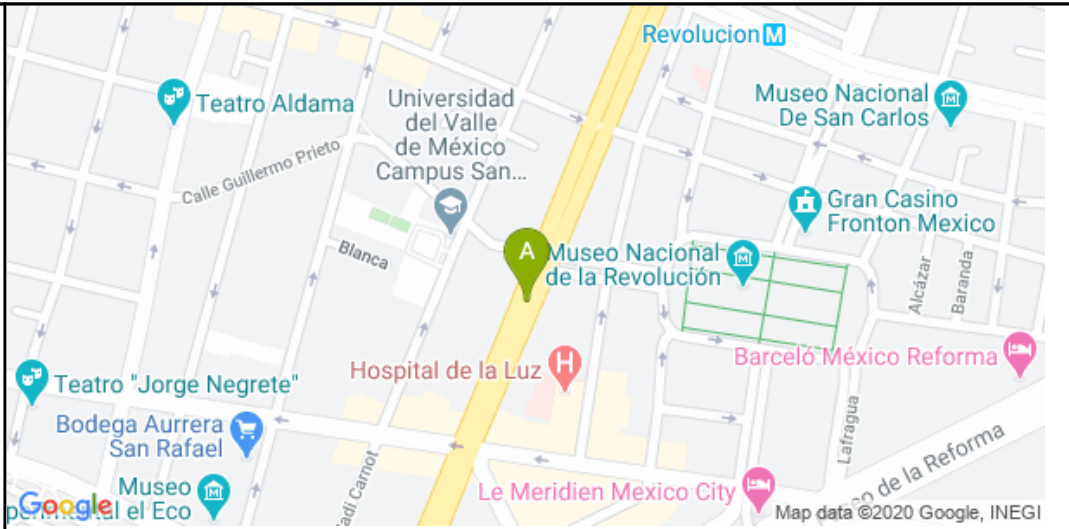 Revolucion M
Teatro Aldama
Universidad
del Valle
de México
Campus San...
Museo Nacional
De San Carlos
Calle Guillermo Prieto
Gran Casino
Fronton Mexico
Blanca
A
Museo Nacional
de la Revolución
Alcázar
Baranda
Hospital de la Luz
H
Barceló México Reforma
Teatro "Jorge Negrete"
Bodega Aurrera
San Rafael
Lafragua
Museo
el Eco
Le Meridien Mexico City
de la Reforma
Google
Map data ©2020 Google, INEGI